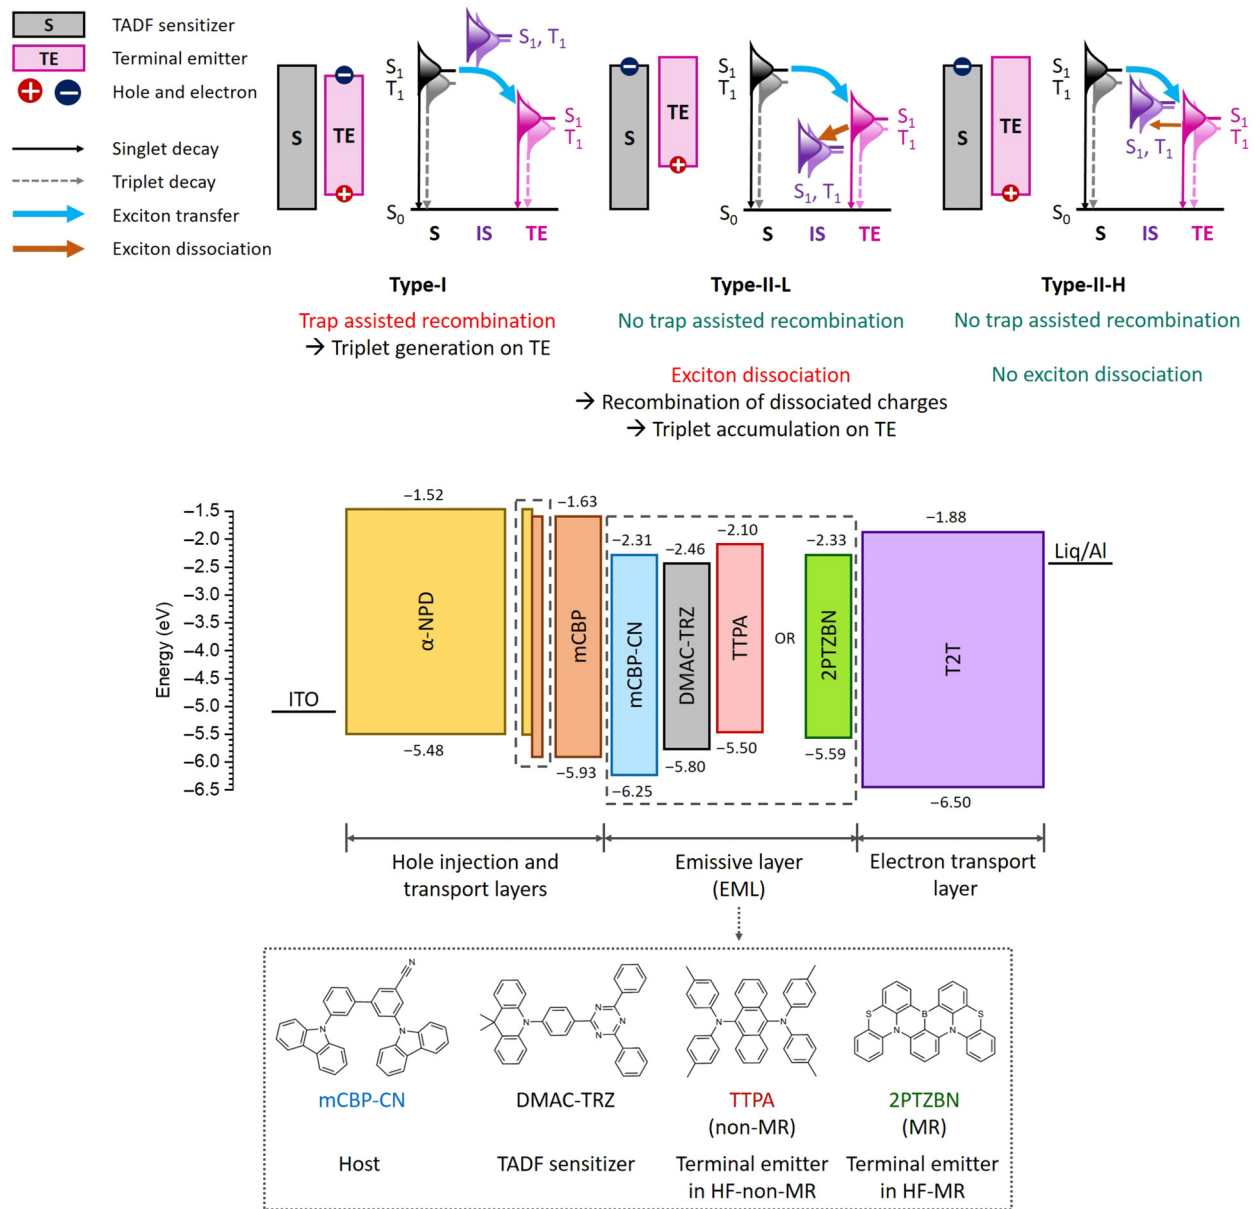 S
TADF sensitizer
TE
Terminal emitter
Hole and electron
Singlet decay
Triplet decay
Exciton transfer
Exciton dissociation
S
TE
+
−
S₁
T₁
S₁, T₁
S₁
T₁
S₀
S IS TE
Type-I
Trap assisted recombination
→ Triplet generation on TE
S
TE
+
−
S₁
T₁
S₁
T₁
S₁, T₁
S₀
S IS TE
Type-II-L
No trap assisted recombination
Exciton dissociation
→ Recombination of dissociated charges
→ Triplet accumulation on TE
S
TE
+
−
S₁
T₁
S₁
T₁
S₁, T₁
S₀
S IS TE
Type-II-H
No trap assisted recombination
No exciton dissociation
Energy (eV)
−1.5
−2.0
−2.5
−3.0
−3.5
−4.0
−4.5
−5.0
−5.5
−6.0
−6.5
ITO
−1.52
α-NPD
−5.48
−1.63
mCBP
−5.93
−2.31
mCBP-CN
−6.25
−2.46
DMAC-TRZ
−5.80
−2.10
TTPA
−5.50
OR
−2.33
2PTZBN
−5.59
−1.88
T2T
−6.50
Liq/Al
Hole injection and
transport layers
Emissive layer
(EML)
Electron transport
layer
N
N
N
mCBP-CN
Host
N
N
N
N
DMAC-TRZ
TADF sensitizer
N
N
TTPA
(non-MR)
Terminal emitter
in HF-non-MR
S
B
S
N
N
2PTZBN
(MR)
Terminal emitter
in HF-MR